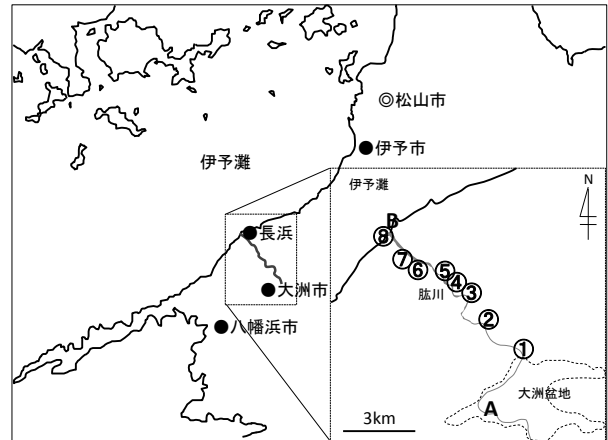 ◎松山市
●伊予市
伊予灘
伊予灘
N
●長浜
B
⑧
⑦
⑥
⑤
④
③
肱川
●大洲市
②
●八幡浜市
①
大洲盆地
A
3km